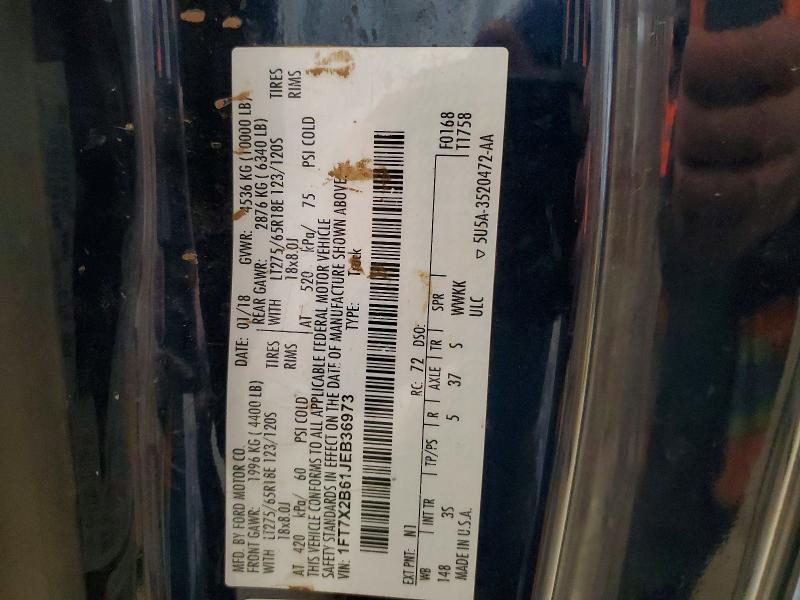 MFD. BY FORD MOTOR CO.
DATE: 01/18 GVWR: 4536 KG (10000 LB)
FRONT GAWR: 1996 KG ( 4400 LB) REAR GAWR: 2876 KG ( 6340 LB)
WITH LT275/65R18E 123/120S TIRES WITH LT275/65R18E 123/120S TIRES
18x8.0J RIMS 18x8.0J RIMS
AT 420 kPa/ 60 PSI COLD AT 520 kPa/ 75 PSI COLD
THIS VEHICLE CONFORMS TO ALL APPLICABLE FEDERAL MOTOR VEHICLE
SAFETY STANDARDS IN EFFECT ON THE DATE OF MANUFACTURE SHOWN ABOVE.
VIN: 1FT7X2B61JEB36973 TYPE: Truck
EXT PNT: N1 RC: 72 DSO: F0168
WB INT TR TP/PS R AXLE TR SPR T1758
148 3S 5 37 S WWKK
MADE IN U.S.A. ULC ▽ 5U5A-3520472-AA